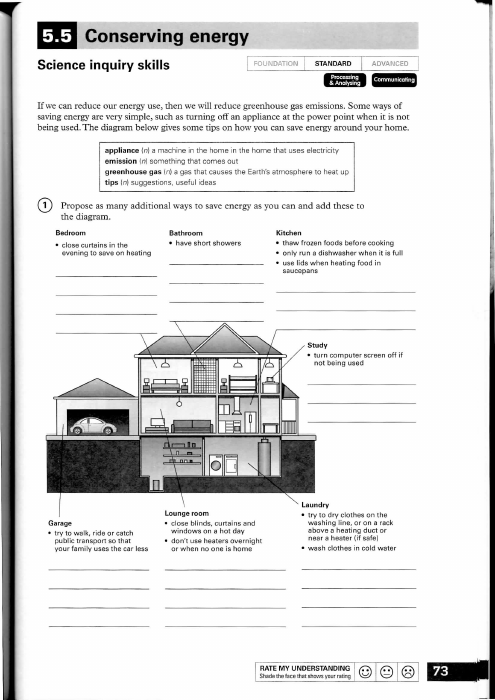 5.5 Conserving energy
Science inquiry skills
FOUNDATION STANDARD ADVANCED
Processing & Analysing Communicating
If we can reduce our energy use, then we will reduce greenhouse gas emissions. Some ways of
saving energy are very simple, such as turning off an appliance at the power point when it is not
being used. The diagram below gives some tips on how you can save energy around your home.
appliance (n) a machine in the home in the home that uses electricity
emission (n) something that comes out
greenhouse gas (n) a gas that causes the Earth's atmosphere to heat up
tips (n) suggestions, useful ideas
1 Propose as many additional ways to save energy as you can and add these to
the diagram.
Bedroom
• close curtains in the
evening to save on heating
Bathroom
• have short showers
Kitchen
• thaw frozen foods before cooking
• only run a dishwasher when it is full
• use lids when heating food in
saucepans
Study
• turn computer screen off if
not being used
Garage
• try to walk, ride or catch
public transport so that
your family uses the car less
Lounge room
• close blinds, curtains and
windows on a hot day
• don't use heaters overnight
or when no one is home
Laundry
• try to dry clothes on the
washing line, or on a rack
above a heating duct or
near a heater (if safe)
• wash clothes in cold water
RATE MY UNDERSTANDING
Shade the face that shows your rating
73